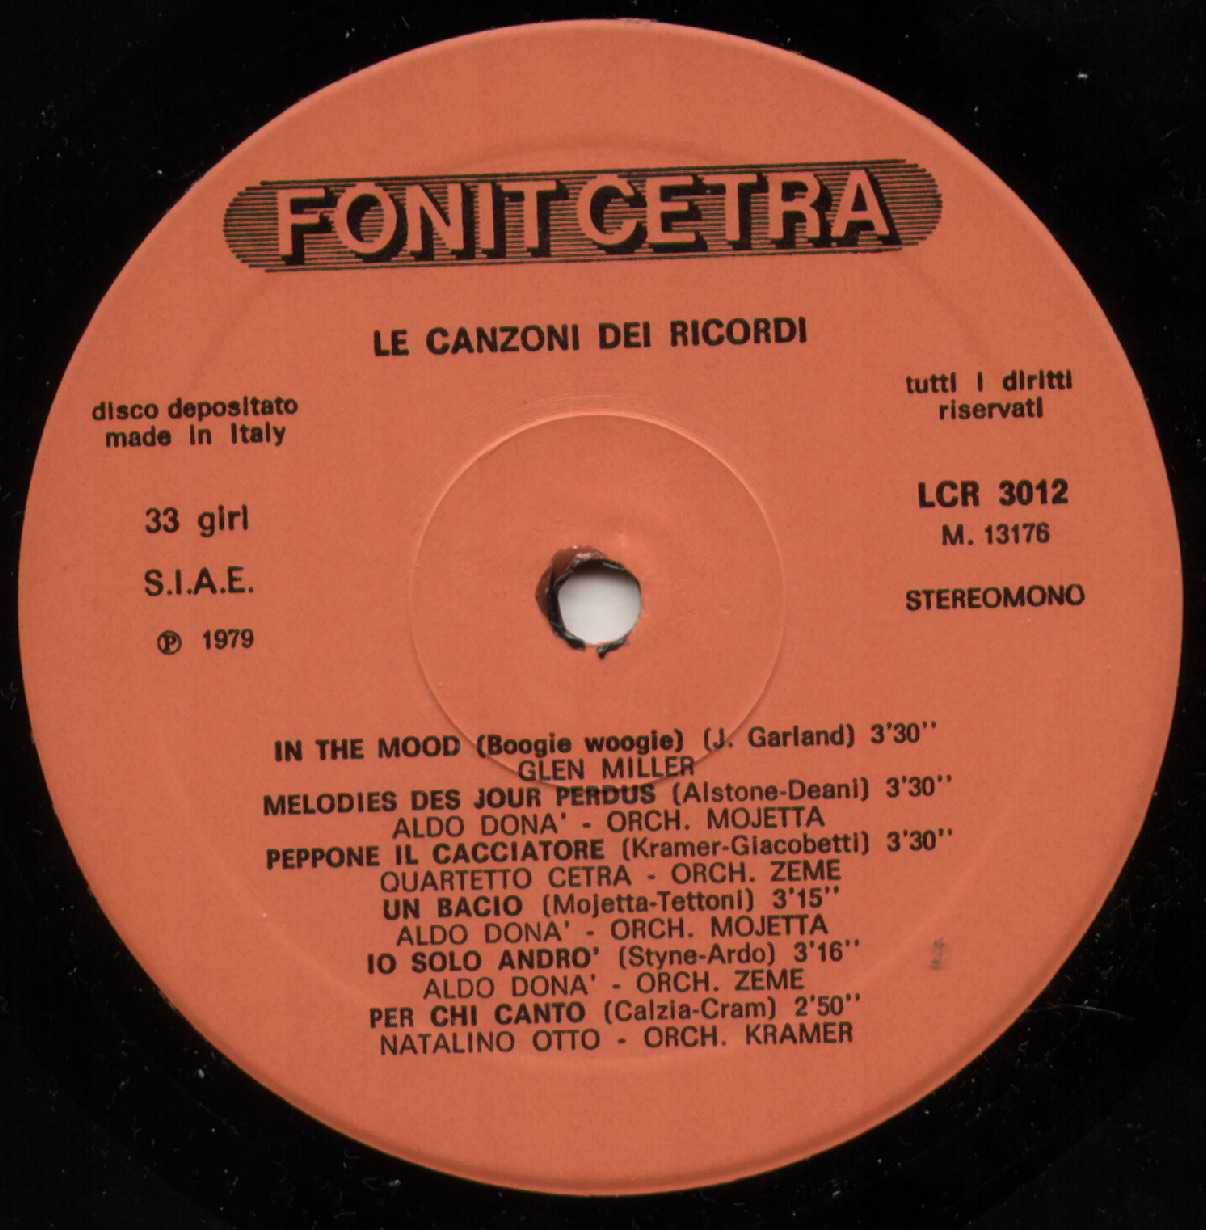 FONIT CETRA
LE CANZONI DEI RICORDI
disco depositato
made in Italy
tutti i diritti
riservati
33 giri
S.I.A.E.
℗ 1979
LCR 3012
M. 13176
STEREOMONO
IN THE MOOD (Boogie woogie) (J. Garland) 3'30''
GLEN MILLER
MELODIES DES JOUR PERDUS (Alstone-Deani) 3'30''
ALDO DONA' - ORCH. MOJETTA
PEPPONE IL CACCIATORE (Kramer-Giacobetti) 3'30''
QUARTETTO CETRA - ORCH. ZEME
UN BACIO (Mojetta-Tettoni) 3'15''
ALDO DONA' - ORCH. MOJETTA
IO SOLO ANDRO' (Styne-Ardo) 3'16''
ALDO DONA' - ORCH. ZEME
PER CHI CANTO (Calzia-Cram) 2'50''
NATALINO OTTO - ORCH. KRAMER